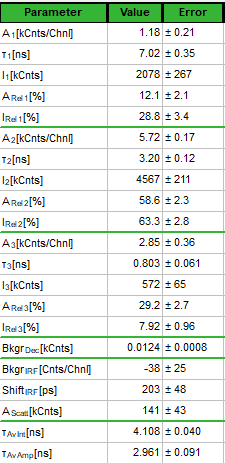 Parameter Value Error
A1[kCnts/Chnl] 1.18 ± 0.21
τ1[ns] 7.02 ± 0.35
I1[kCnts] 2078 ± 267
ARel1[%] 12.1 ± 2.1
IRel1[%] 28.8 ± 3.4
A2[kCnts/Chnl] 5.72 ± 0.17
τ2[ns] 3.20 ± 0.12
I2[kCnts] 4567 ± 211
ARel2[%] 58.6 ± 2.3
IRel2[%] 63.3 ± 2.8
A3[kCnts/Chnl] 2.85 ± 0.36
τ3[ns] 0.803 ± 0.061
I3[kCnts] 572 ± 65
ARel3[%] 29.2 ± 2.7
IRel3[%] 7.92 ± 0.96
BkgrDec[kCnts] 0.0124 ± 0.0008
BkgrIRF[Cnts/Chnl] -38 ± 25
ShiftIRF[ps] 203 ± 48
AScatt[kCnts] 141 ± 43
τAvInt[ns] 4.108 ± 0.040
τAvAmp[ns] 2.961 ± 0.091